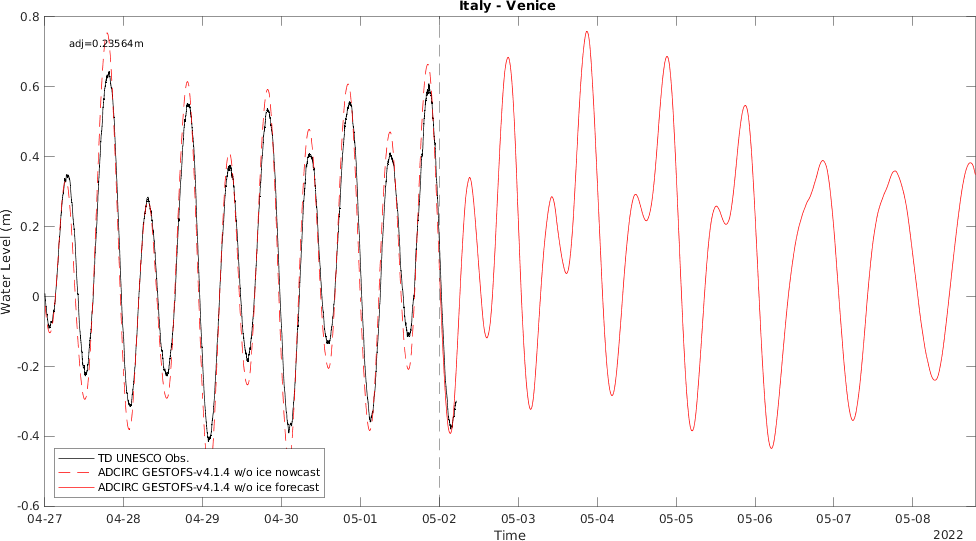 Italy - Venice
adj=0.23564m
Water Level (m)
0.8
0.6
0.4
0.2
0
-0.2
-0.4
-0.6
TD UNESCO Obs.
ADCIRC GESTOFS-v4.1.4 w/o ice nowcast
ADCIRC GESTOFS-v4.1.4 w/o ice forecast
04-27 04-28 04-29 04-30 05-01 05-02 05-03 05-04 05-05 05-06 05-07 05-08
Time
2022